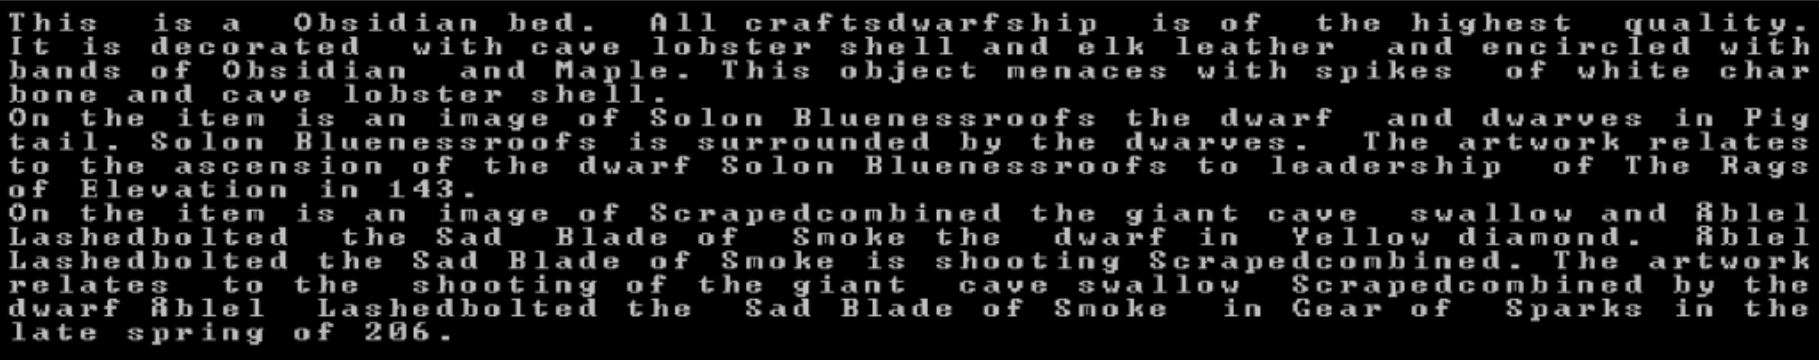 This is a Obsidian bed. All craftsdwarfship is of the highest quality.
It is decorated with cave lobster shell and elk leather and encircled with
bands of Obsidian and Maple. This object menaces with spikes of white char
bone and cave lobster shell.
On the item is an image of Solon Bluenessroofs the dwarf and dwarves in Pig
tail. Solon Bluenessroofs is surrounded by the dwarves. The artwork relates
to the ascension of the dwarf Solon Bluenessroofs to leadership of The Rags
of Elevation in 143.
On the item is an image of Scrapedcombined the giant cave swallow and Åblel
Lashedbolted the Sad Blade of Smoke the dwarf in Yellow diamond. Åblel
Lashedbolted the Sad Blade of Smoke is shooting Scrapedcombined. The artwork
relates to the shooting of the giant cave swallow Scrapedcombined by the
dwarf Åblel Lashedbolted the Sad Blade of Smoke in Gear of Sparks in the
late spring of 206.